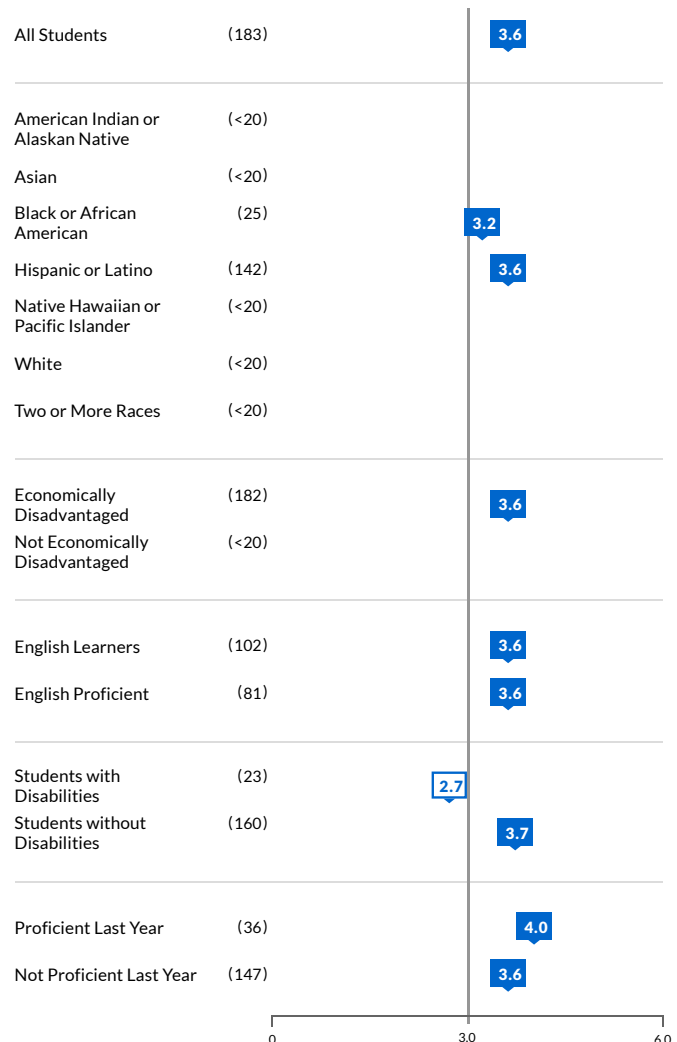 All Students (183) 3.6
American Indian or (<20)
Alaskan Native
Asian (<20)
Black or African (25) 3.2
American
Hispanic or Latino (142) 3.6
Native Hawaiian or (<20)
Pacific Islander
White (<20)
Two or More Races (<20)
Economically (182) 3.6
Disadvantaged
Not Economically (<20)
Disadvantaged
English Learners (102) 3.6
English Proficient (81) 3.6
Students with (23) 2.7
Disabilities
Students without (160) 3.7
Disabilities
Proficient Last Year (36) 4.0
Not Proficient Last Year (147) 3.6
0 3.0 6.0